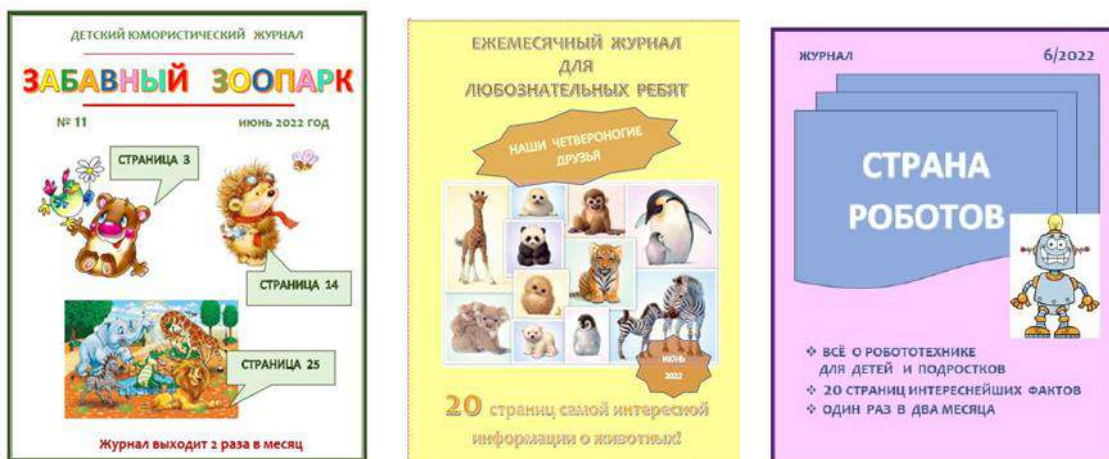 ДЕТСКИЙ ЮМОРИСТИЧЕСКИЙ ЖУРНАЛ
ЗАБАВНЫЙ ЗООПАРК
№ 11
ИЮНЬ 2022 ГОД
СТРАНИЦА 3
СТРАНИЦА 14
СТРАНИЦА 25
Журнал выходит 2 раза в месяц
ЕЖЕМЕСЯЧНЫЙ ЖУРНАЛ
ДЛЯ
ЛЮБОЗНАТЕЛЬНЫХ РЕБЯТ
НАШИ ЧЕТВЕРОНОГИЕ
ДРУЗЬЯ
ИЮНЬ
2022
20 страниц самой интересной
информации о животных!
ЖУРНАЛ
6/2022
СТРАНА
РОБОТОВ
❖ ВСЁ О РОБОТОТЕХНИКЕ
ДЛЯ ДЕТЕЙ И ПОДРОСТКОВ
❖ 20 СТРАНИЦ ИНТЕРЕСНЕЙШИХ ФАКТОВ
❖ ОДИН РАЗ В ДВА МЕСЯЦА